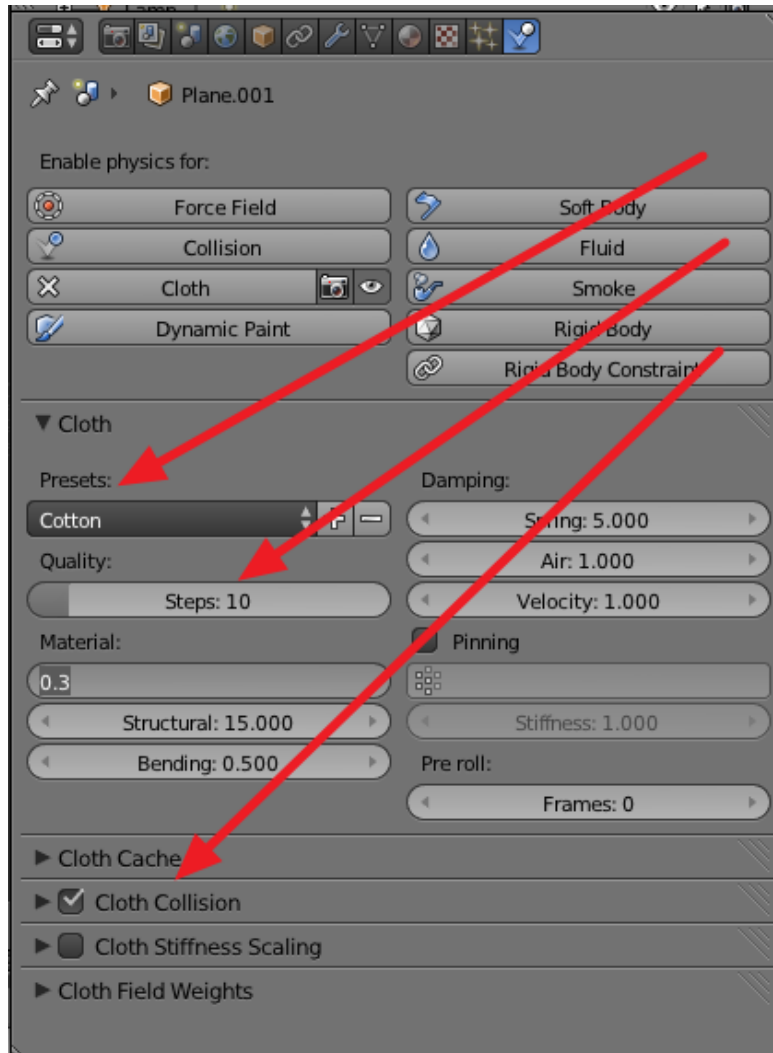 Lamp
Plane.001
Enable physics for:
Force Field
Soft Body
Collision
Fluid
Cloth
Smoke
Dynamic Paint
Rigid Body
Rigid Body Constraint
Cloth
Presets:
Damping:
Cotton
Spring: 5.000
Quality:
Air: 1.000
Steps: 10
Velocity: 1.000
Material:
Pinning
0.3
Structural: 15.000
Stiffness: 1.000
Bending: 0.500
Pre roll:
Frames: 0
Cloth Cache
Cloth Collision
Cloth Stiffness Scaling
Cloth Field Weights